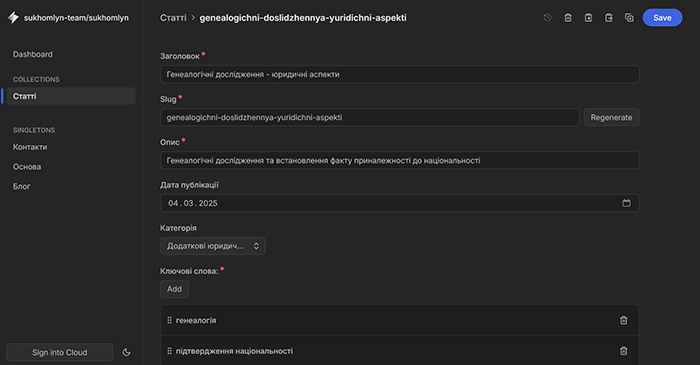 sukhomlyn-team/sukhomlyn
Статті > genealogichni-doslidzhennya-yuridichni-aspekti
Save
Dashboard
COLLECTIONS
Статті
SINGLETONS
Контакти
Основа
Блог
Заголовок *
Генеалогічні дослідження - юридичні аспекти
Slug *
genealogichni-doslidzhennya-yuridichni-aspekti
Regenerate
Опис *
Генеалогічні дослідження та встановлення факту приналежності до національності
Дата публікації
04 . 03 . 2025
Категорія
Додаткові юридич...
Ключові слова: *
Add
генеалогія
підтвердження національності
Sign into Cloud